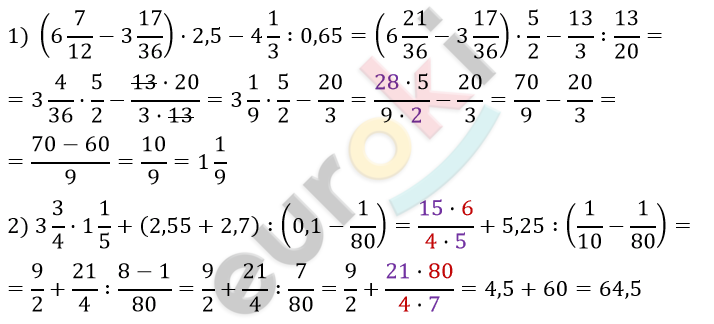 1) (6 7/12 − 3 17/36) · 2,5 − 4 1/3 : 0,65 = (6 21/36 − 3 17/36) · 5/2 − 13/3 : 13/20 =
= 3 4/36 · 5/2 − 13 · 20/3 · 13 = 3 1/9 · 5/2 − 20/3 = 28 · 5/9 · 2 − 20/3 = 70/9 − 20/3 =
= 70 − 60/9 = 10/9 = 1 1/9
2) 3 3/4 · 1 1/5 + (2,55 + 2,7) : (0,1 − 1/80) = 15 · 6/4 · 5 + 5,25 : (1/10 − 1/80) =
= 9/2 + 21/4 : 8 − 1/80 = 9/2 + 21/4 : 7/80 = 9/2 + 21 · 80/4 · 7 = 4,5 + 60 = 64,5
euroki